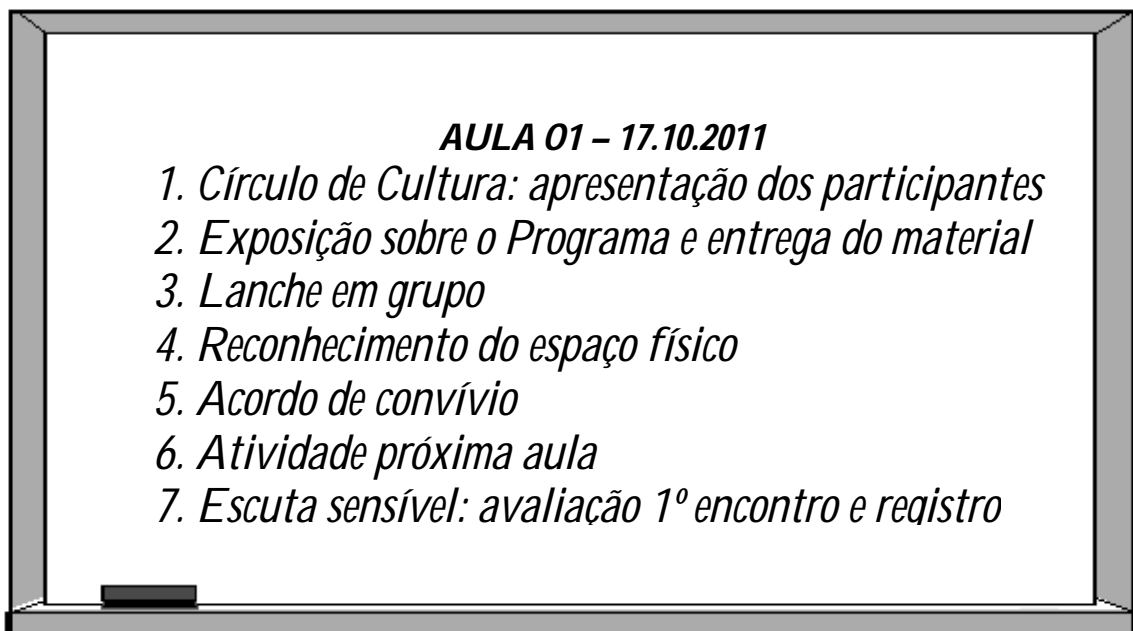 AULA O1 – 17.10.2011
1. Círculo de Cultura: apresentação dos participantes
2. Exposição sobre o Programa e entrega do material
3. Lanche em grupo
4. Reconhecimento do espaço físico
5. Acordo de convívio
6. Atividade próxima aula
7. Escuta sensível: avaliação 1º encontro e registro